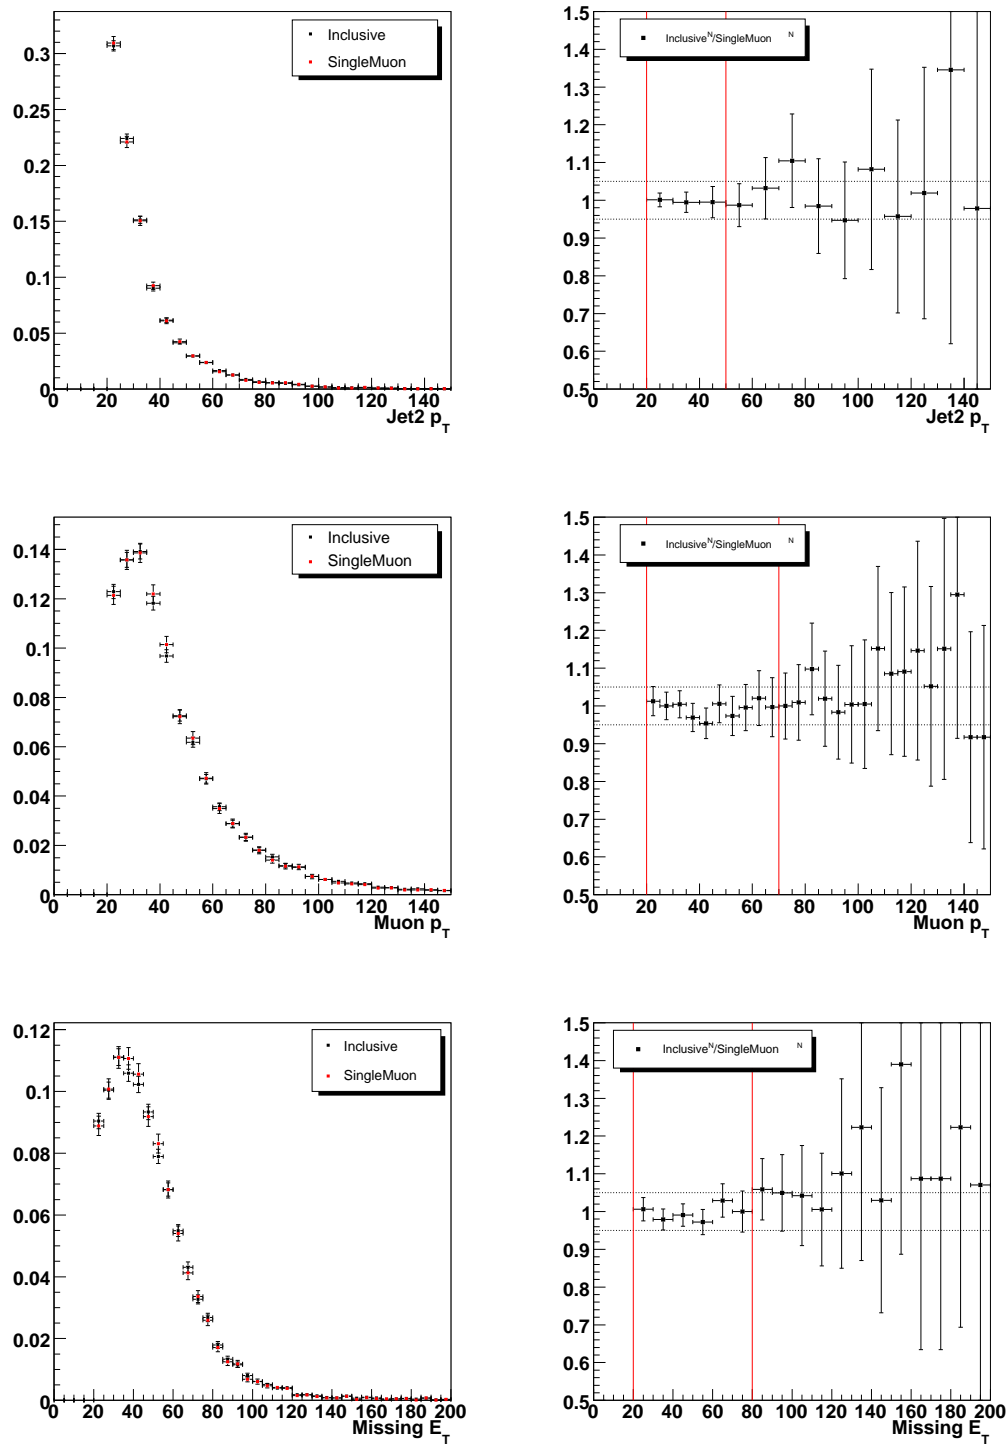 0.3
0.25
0.2
0.15
0.1
0.05
0
0 20 40 60 80 100 120 140
Jet2 p_T
Inclusive
SingleMuon
1.5
1.4
1.3
1.2
1.1
1
0.9
0.8
0.7
0.6
0.5
0 20 40 60 80 100 120 140
Jet2 p_T
Inclusive^N/SingleMuon ^N
0.14
0.12
0.1
0.08
0.06
0.04
0.02
0
0 20 40 60 80 100 120 140
Muon p_T
Inclusive
SingleMuon
1.5
1.4
1.3
1.2
1.1
1
0.9
0.8
0.7
0.6
0.5
0 20 40 60 80 100 120 140
Muon p_T
Inclusive^N/SingleMuon ^N
0.12
0.1
0.08
0.06
0.04
0.02
0
0 20 40 60 80 100 120 140 160 180 200
Missing E_T
Inclusive
SingleMuon
1.5
1.4
1.3
1.2
1.1
1
0.9
0.8
0.7
0.6
0.5
0 20 40 60 80 100 120 140 160 180 200
Missing E_T
Inclusive^N/SingleMuon ^N